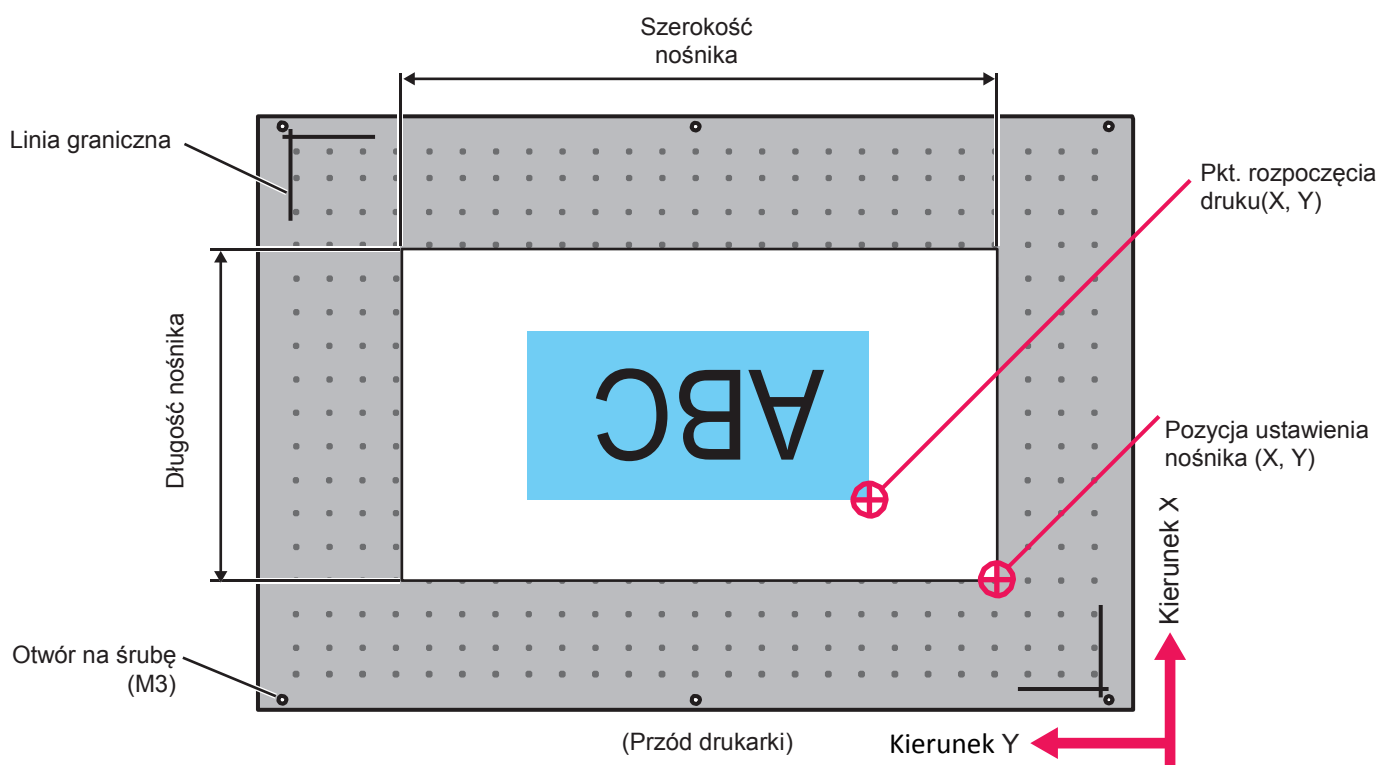 Szerokość
nośnika
Linia graniczna
Pkt. rozpoczęcia
druku(X, Y)
Długość nośnika
ABC
Pozycja ustawienia
nośnika (X, Y)
Kierunek X
Otwór na śrubę
(M3)
(Przód drukarki)
Kierunek Y